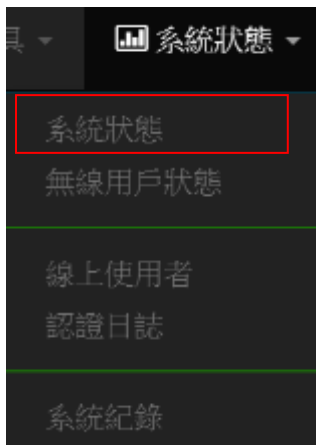 具 系統狀態
系統狀態
無線用戶狀態
線上使用者
認證日誌
系統紀錄